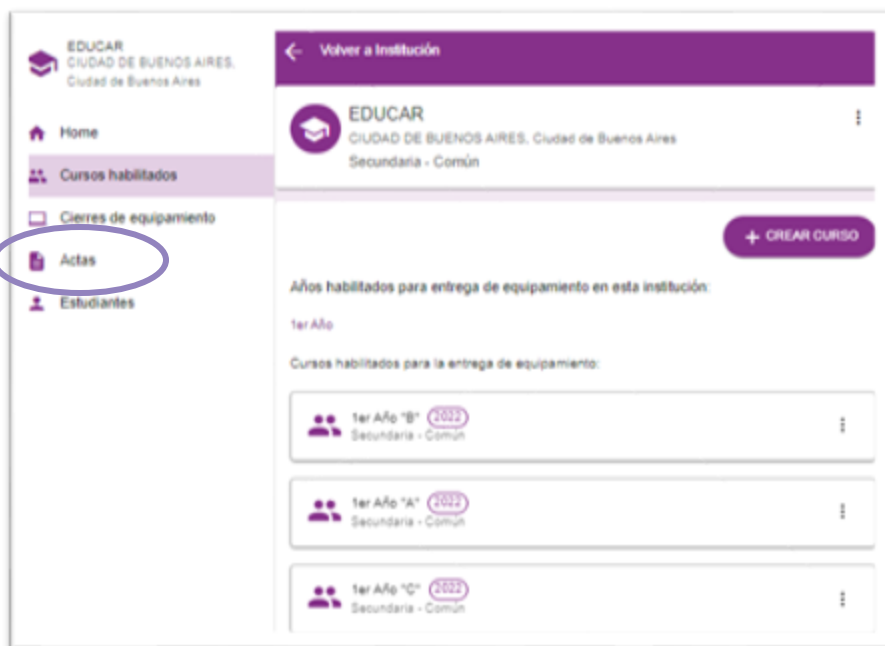 EDUCAR
CIUDAD DE BUENOS AIRES,
Ciudad de Buenos Aires
Home
Cursos habilitados
Cierres de equipamiento
Actas
Estudiantes
Volver a Institución
EDUCAR
CIUDAD DE BUENOS AIRES, Ciudad de Buenos Aires
Secundaria - Común
+ CREAR CURSO
Años habilitados para entrega de equipamiento en esta institución:
1er Año
Cursos habilitados para la entrega de equipamiento:
1er Año "B" 2022
Secundaria - Común
1er Año "A" 2022
Secundaria - Común
1er Año "C" 2022
Secundaria - Común